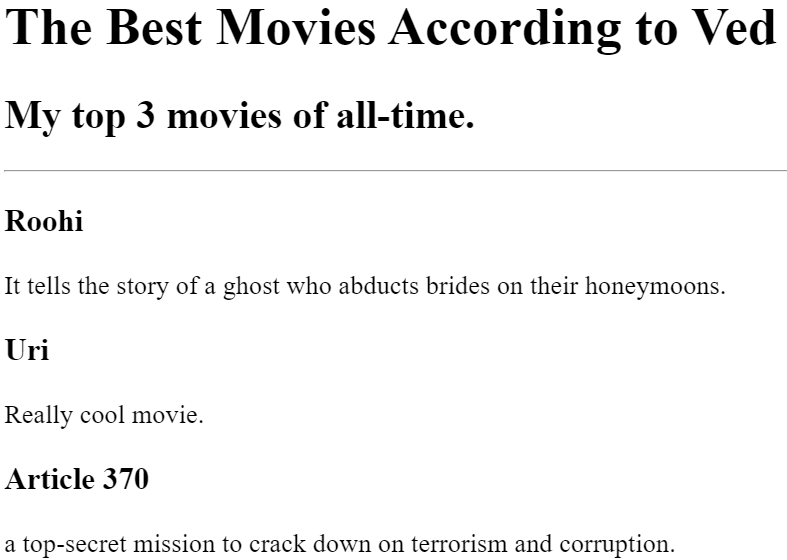 The Best Movies According to Ved
My top 3 movies of all-time.
Roohi
It tells the story of a ghost who abducts brides on their honeymoons.
Uri
Really cool movie.
Article 370
a top-secret mission to crack down on terrorism and corruption.